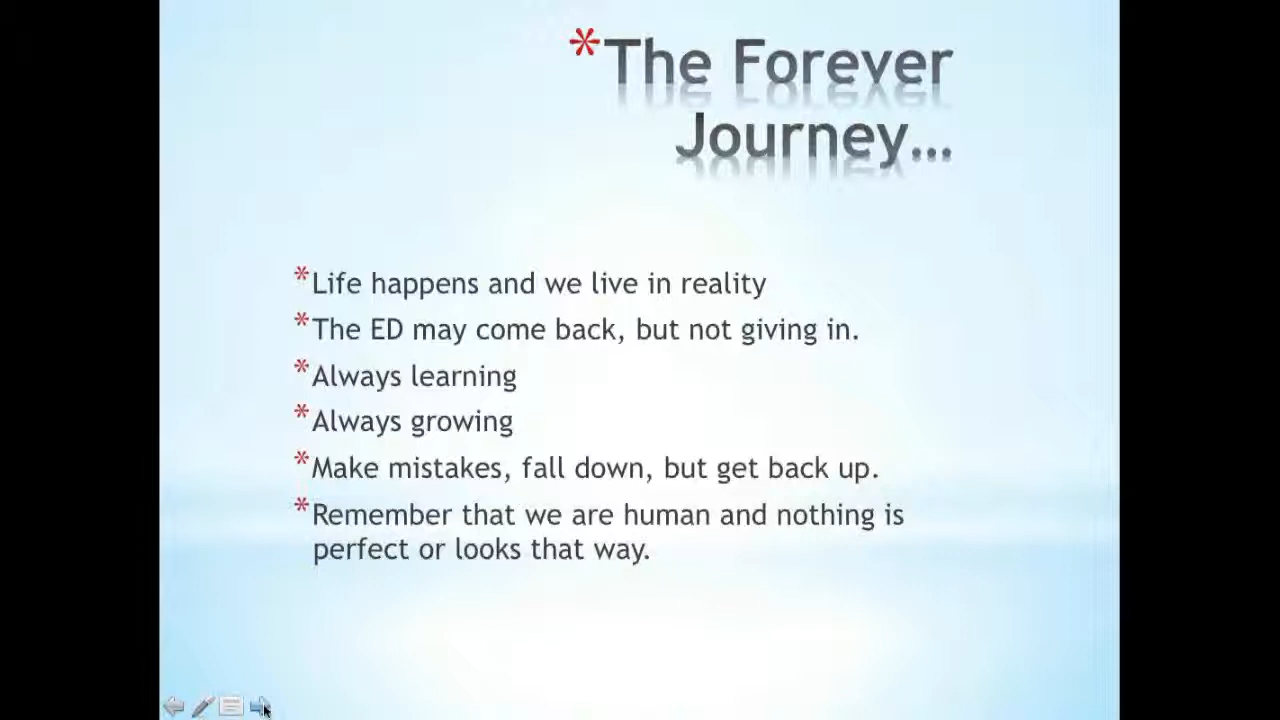 *The Forever
Journey…
*Life happens and we live in reality
*The ED may come back, but not giving in.
*Always learning
*Always growing
*Make mistakes, fall down, but get back up.
*Remember that we are human and nothing is
perfect or looks that way.